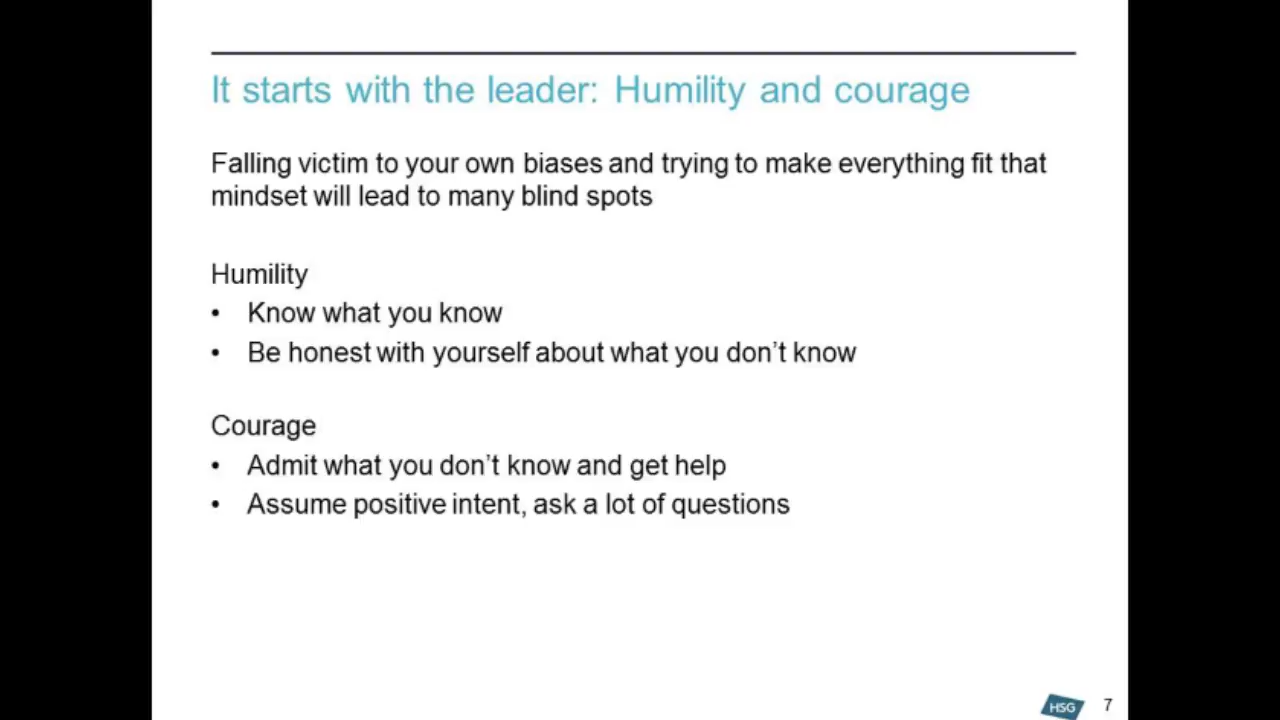 It starts with the leader: Humility and courage
Falling victim to your own biases and trying to make everything fit that
mindset will lead to many blind spots
Humility
• Know what you know
• Be honest with yourself about what you don’t know
Courage
• Admit what you don’t know and get help
• Assume positive intent, ask a lot of questions
HSG 7